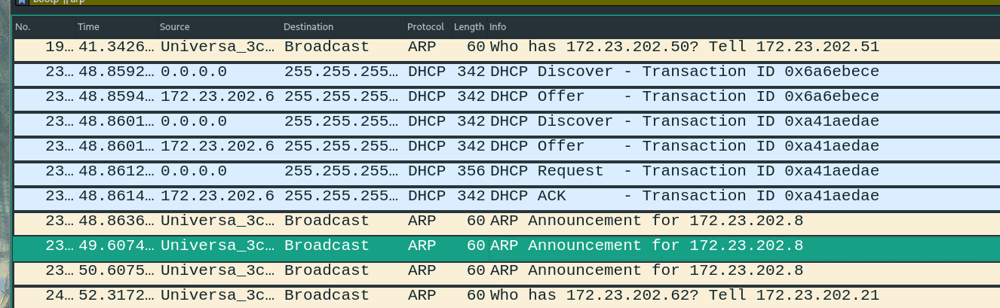 bootp || arp
No. Time Source Destination Protocol Length Info
19… 41.3426… Universa_3c… Broadcast ARP 60 Who has 172.23.202.50? Tell 172.23.202.51
23… 48.8592… 0.0.0.0 255.255.255… DHCP 342 DHCP Discover - Transaction ID 0x6a6ebece
23… 48.8594… 172.23.202.6 255.255.255… DHCP 342 DHCP Offer - Transaction ID 0x6a6ebece
23… 48.8601… 0.0.0.0 255.255.255… DHCP 342 DHCP Discover - Transaction ID 0xa41aedae
23… 48.8601… 172.23.202.6 255.255.255… DHCP 342 DHCP Offer - Transaction ID 0xa41aedae
23… 48.8612… 0.0.0.0 255.255.255… DHCP 356 DHCP Request - Transaction ID 0xa41aedae
23… 48.8614… 172.23.202.6 255.255.255… DHCP 342 DHCP ACK - Transaction ID 0xa41aedae
23… 48.8636… Universa_3c… Broadcast ARP 60 ARP Announcement for 172.23.202.8
23… 49.6074… Universa_3c… Broadcast ARP 60 ARP Announcement for 172.23.202.8
23… 50.6075… Universa_3c… Broadcast ARP 60 ARP Announcement for 172.23.202.8
24… 52.3172… Universa_3c… Broadcast ARP 60 Who has 172.23.202.62? Tell 172.23.202.21